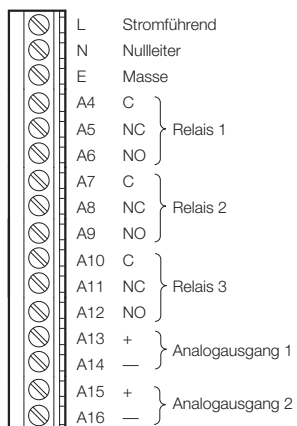 L Stromführend
N Nullleiter
E Masse
A4 C
A5 NC Relais 1
A6 NO
A7 C
A8 NC Relais 2
A9 NO
A10 C
A11 NC Relais 3
A12 NO
A13 +
Analogausgang 1
A14 —
A15 +
Analogausgang 2
A16 —